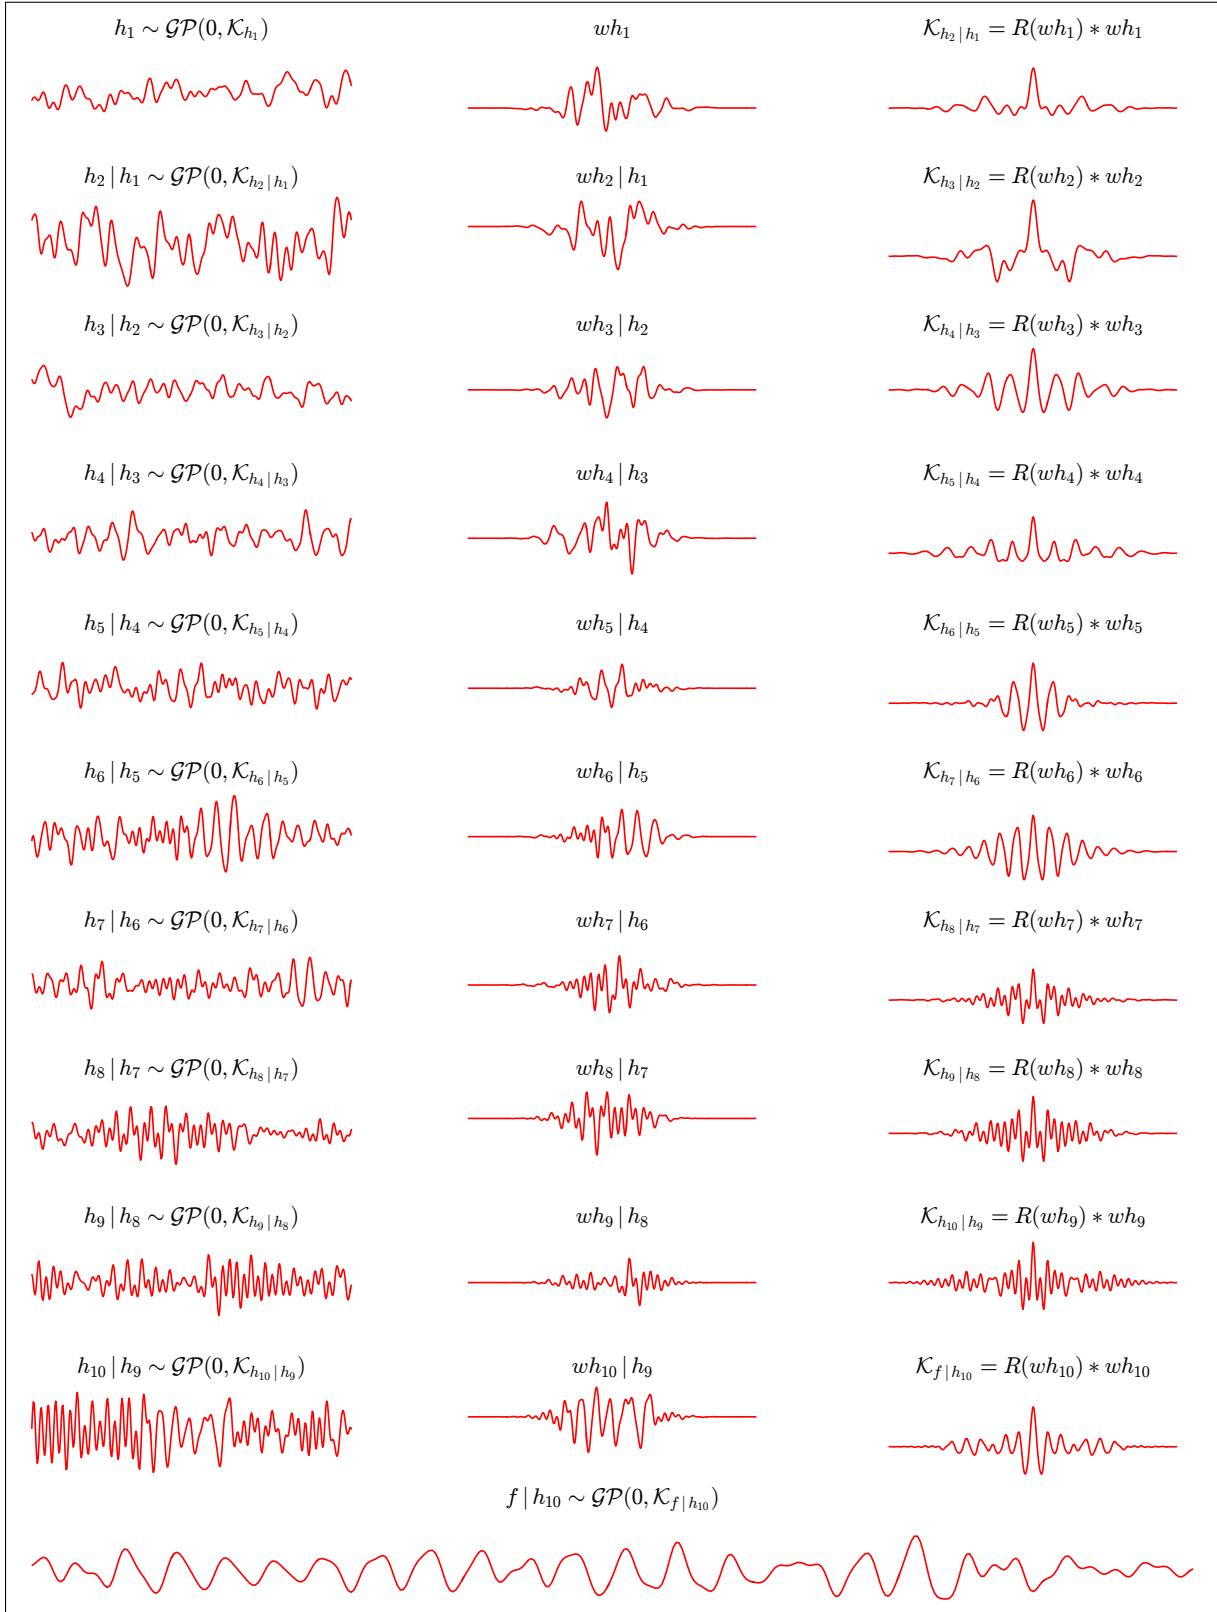 h₁ ∼ 𝒢𝒫(0, 𝒦_{h₁}) wh₁ 𝒦_{h₂ | h₁} = R(wh₁) ∗ wh₁
h₂ | h₁ ∼ 𝒢𝒫(0, 𝒦_{h₂ | h₁}) wh₂ | h₁ 𝒦_{h₃ | h₂} = R(wh₂) ∗ wh₂
h₃ | h₂ ∼ 𝒢𝒫(0, 𝒦_{h₃ | h₂}) wh₃ | h₂ 𝒦_{h₄ | h₃} = R(wh₃) ∗ wh₃
h₄ | h₃ ∼ 𝒢𝒫(0, 𝒦_{h₄ | h₃}) wh₄ | h₃ 𝒦_{h₅ | h₄} = R(wh₄) ∗ wh₄
h₅ | h₄ ∼ 𝒢𝒫(0, 𝒦_{h₅ | h₄}) wh₅ | h₄ 𝒦_{h₆ | h₅} = R(wh₅) ∗ wh₅
h₆ | h₅ ∼ 𝒢𝒫(0, 𝒦_{h₆ | h₅}) wh₆ | h₅ 𝒦_{h₇ | h₆} = R(wh₆) ∗ wh₆
h₇ | h₆ ∼ 𝒢𝒫(0, 𝒦_{h₇ | h₆}) wh₇ | h₆ 𝒦_{h₈ | h₇} = R(wh₇) ∗ wh₇
h₈ | h₇ ∼ 𝒢𝒫(0, 𝒦_{h₈ | h₇}) wh₈ | h₇ 𝒦_{h₉ | h₈} = R(wh₈) ∗ wh₈
h₉ | h₈ ∼ 𝒢𝒫(0, 𝒦_{h₉ | h₈}) wh₉ | h₈ 𝒦_{h₁₀ | h₉} = R(wh₉) ∗ wh₉
h₁₀ | h₉ ∼ 𝒢𝒫(0, 𝒦_{h₁₀ | h₉}) wh₁₀ | h₉ 𝒦_{f | h₁₀} = R(wh₁₀) ∗ wh₁₀
f | h₁₀ ∼ 𝒢𝒫(0, 𝒦_{f | h₁₀})